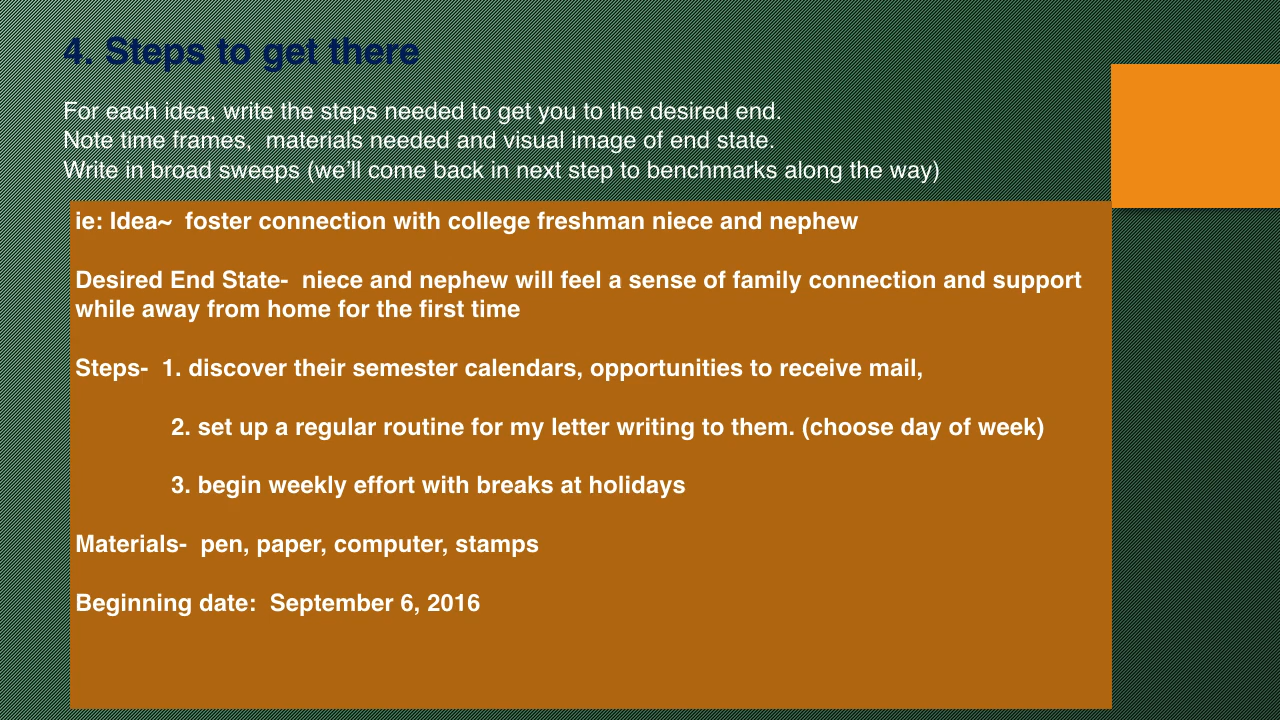 4. Steps to get there
For each idea, write the steps needed to get you to the desired end.
Note time frames,  materials needed and visual image of end state.
Write in broad sweeps (we’ll come back in next step to benchmarks along the way)
ie: Idea~  foster connection with college freshman niece and nephew
Desired End State-  niece and nephew will feel a sense of family connection and support
while away from home for the first time
Steps-  1. discover their semester calendars, opportunities to receive mail,
2. set up a regular routine for my letter writing to them. (choose day of week)
3. begin weekly effort with breaks at holidays
Materials-  pen, paper, computer, stamps
Beginning date:  September 6, 2016